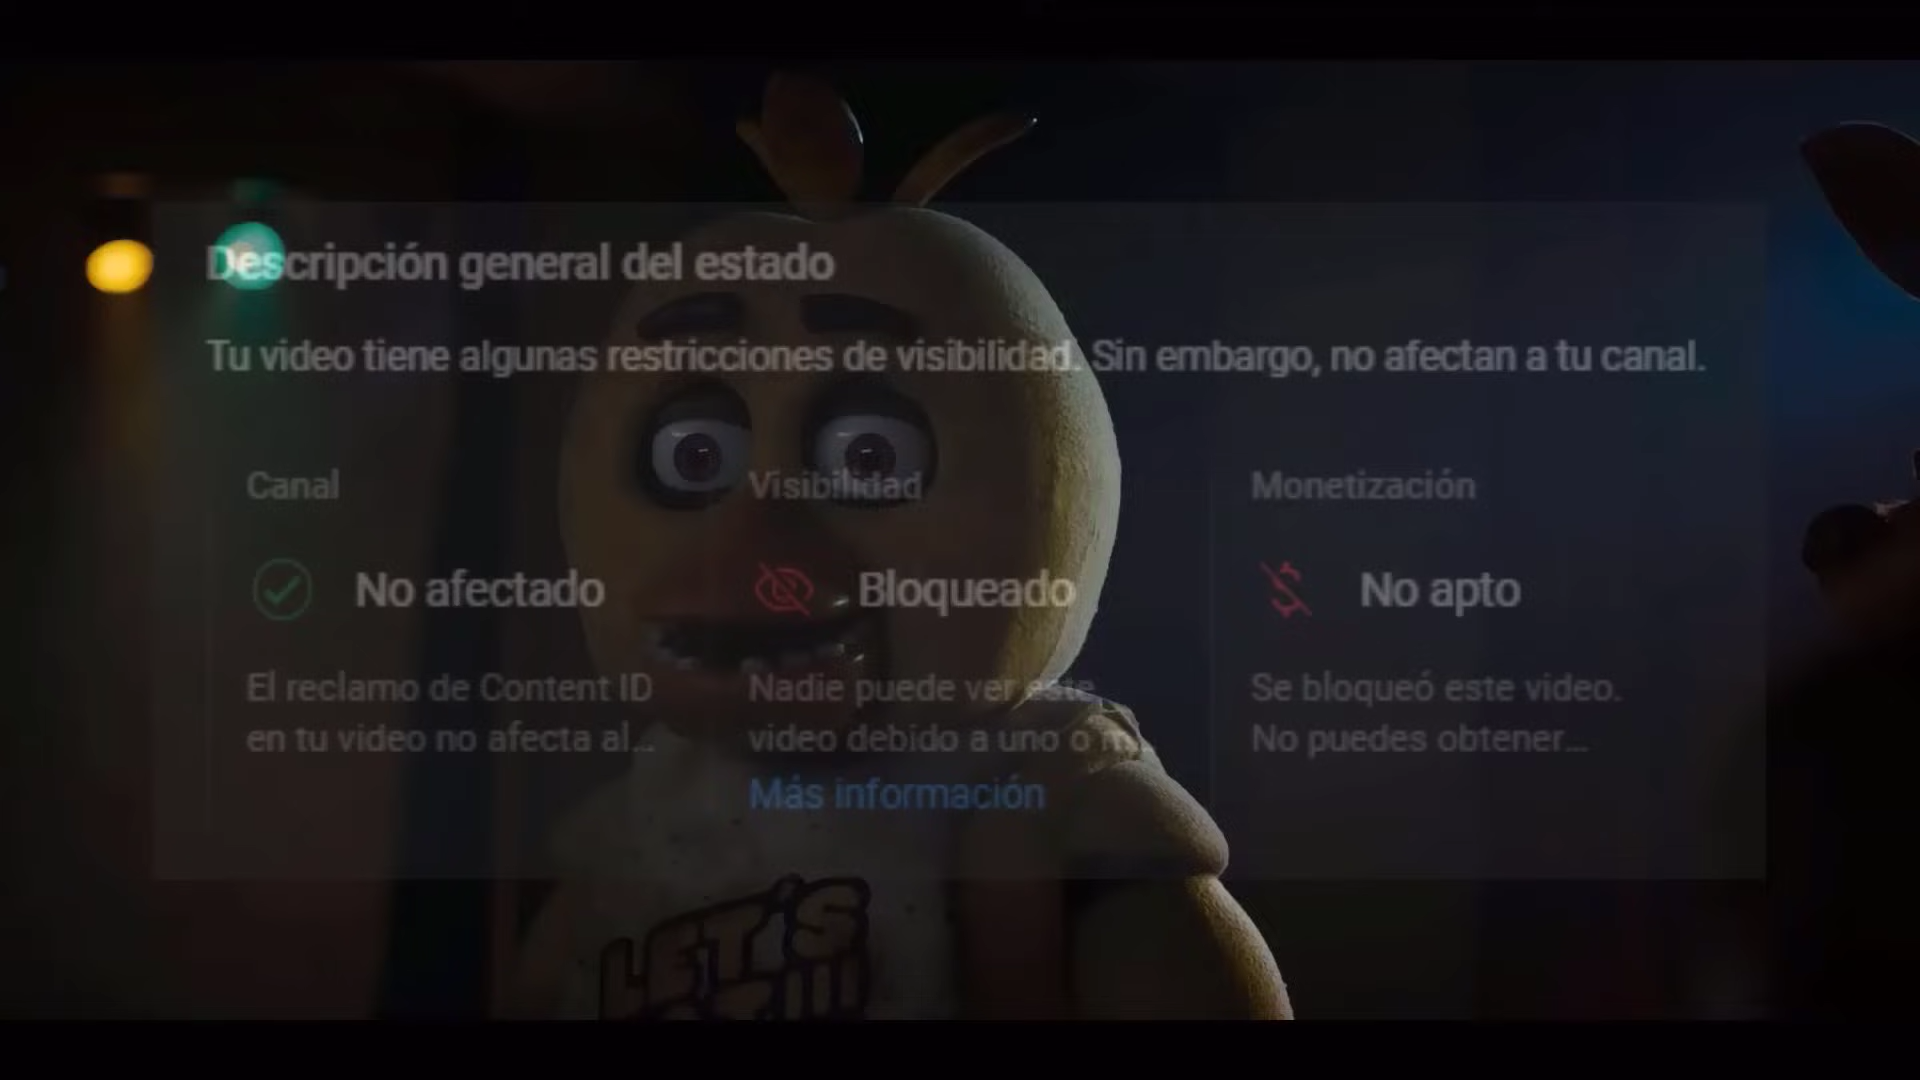 Descripción general del estado
Tu video tiene algunas restricciones de visibilidad. Sin embargo, no afectan a tu canal.
Canal
Visibilidad
Monetización
No afectado
Bloqueado
No apto
El reclamo de Content ID
en tu video no afecta al...
Nadie puede ver este
video debido a uno o
Más información
Se bloqueó este video.
No puedes obtener...
LET'S